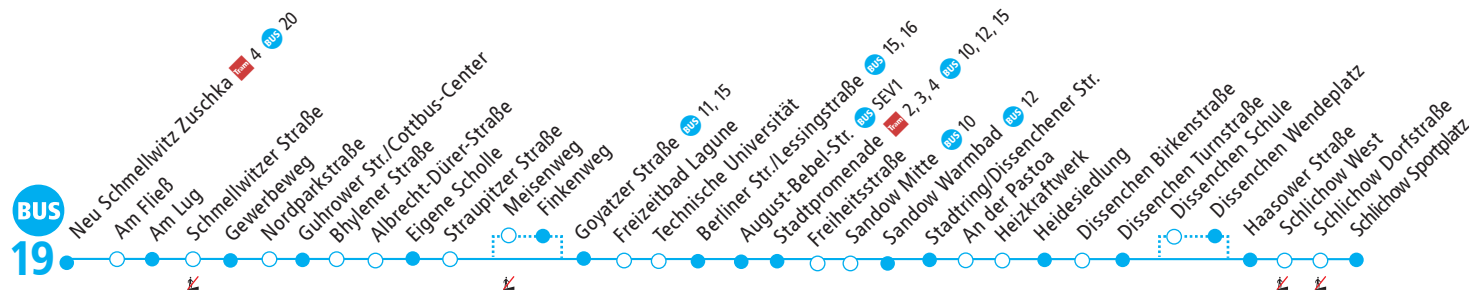 BUS
19
Neu Schmellwitz Zuschka Tram 4 BUS 20
Am Fließ
Am Lug
Schmellwitzer Straße
Gewerbeweg
Nordparkstraße
Guhrower Str./Cottbus-Center
Bhylener Straße
Albrecht-Dürer-Straße
Eigene Scholle
Straupitzer Straße
Meisenweg
Finkenweg
Goyatzer Straße BUS 11, 15
Freizeitbad Lagune
Technische Universität
Berliner Str./Lessingstraße BUS 15, 16
August-Bebel-Str. BUS SEV1
Stadtpromenade Tram 2, 3, 4 BUS 10, 12, 15
Freiheitsstraße
Sandow Mitte BUS 10
Sandow Warmbad BUS 12
Stadtring/Dissenchener Str.
An der Pastoa
Heizkraftwerk
Heidesiedlung
Dissenchen Birkenstraße
Dissenchen Turnstraße
Dissenchen Schule
Dissenchen Wendeplatz
Haasower Straße
Schlichow West
Schlichow Dorfstraße
Schlichow Sportplatz